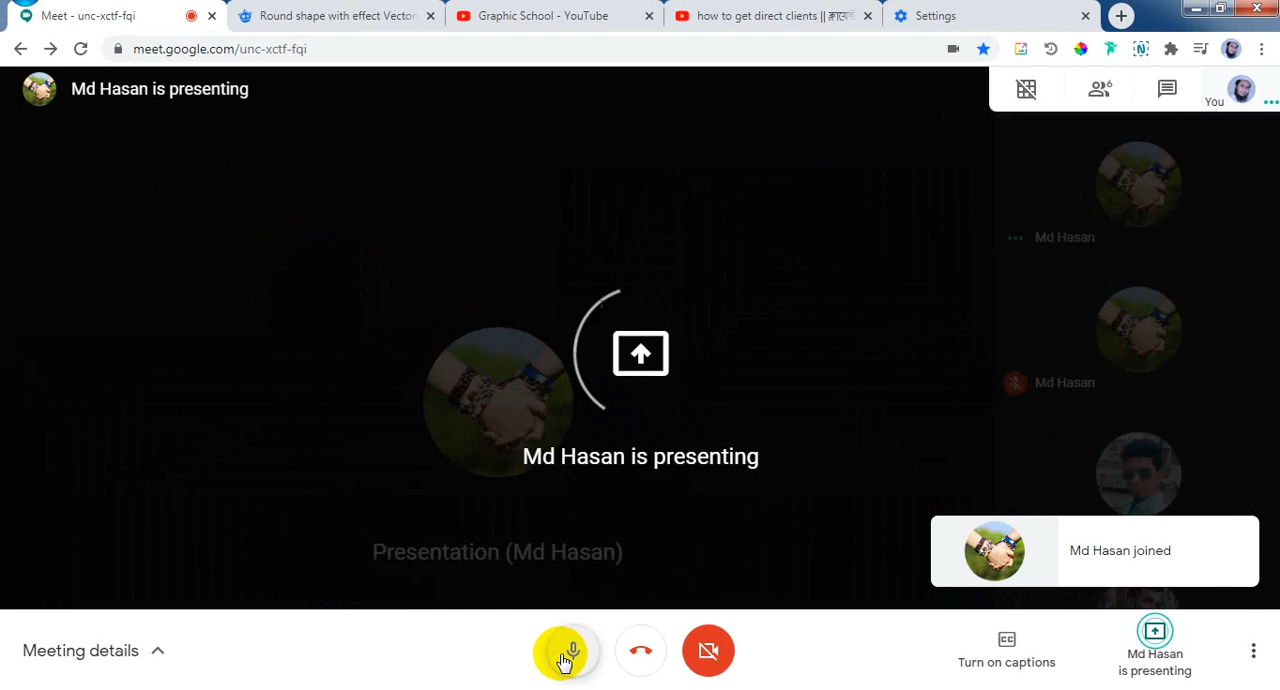 Meet - unc-xctf-fqi
Round shape with effect Vector
Graphic School - YouTube
how to get direct clients || ক্লায়েন্ট
Settings
meet.google.com/unc-xctf-fqi
Md Hasan is presenting
6
You
Md Hasan
Md Hasan
Md Hasan is presenting
Presentation (Md Hasan)
Md Hasan joined
Meeting details
CC
Turn on captions
Md Hasan
is presenting